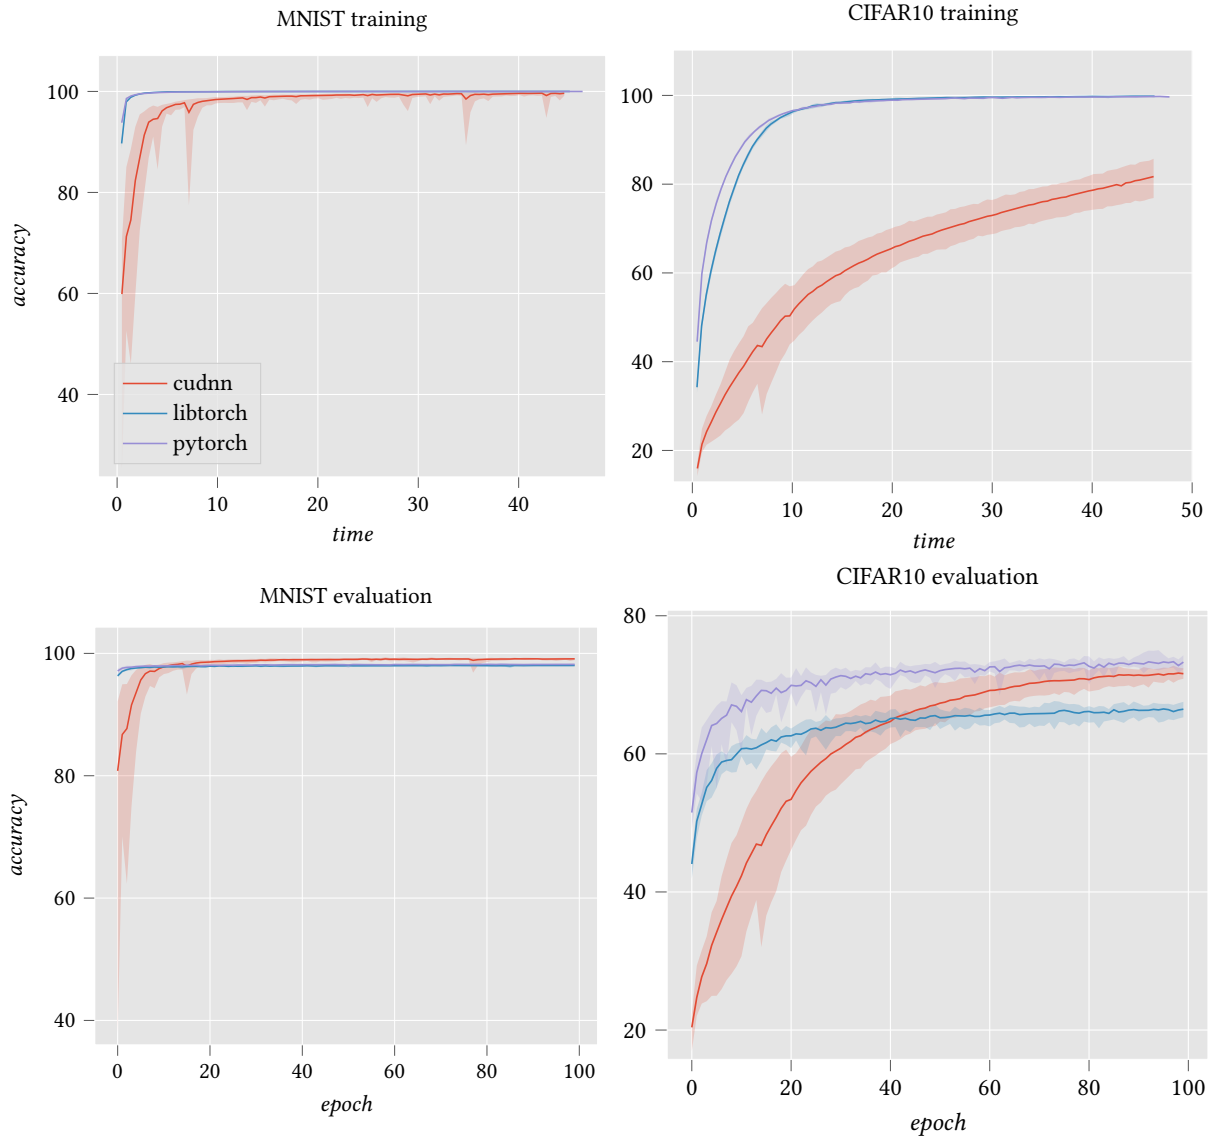 MNIST training
accuracy
100
80
60
40
cudnn
libtorch
pytorch
0 10 20 30 40
time
CIFAR10 training
100
80
60
40
20
0 10 20 30 40 50
time
MNIST evaluation
accuracy
100
80
60
40
0 20 40 60 80 100
epoch
CIFAR10 evaluation
80
60
40
20
0 20 40 60 80 100
epoch